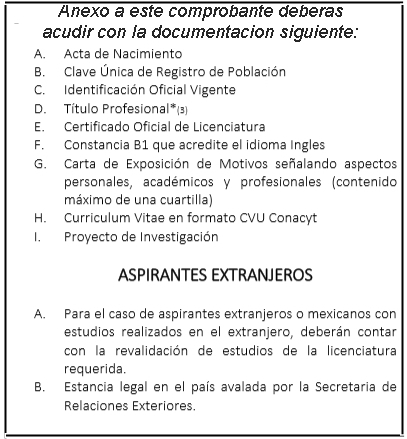 Anexo a este comprobante deberas
acudir con la documentacion siguiente:
A. Acta de Nacimiento
B. Clave Única de Registro de Población
C. Identificación Oficial Vigente
D. Título Profesional*(3)
E. Certificado Oficial de Licenciatura
F. Constancia B1 que acredite el idioma Ingles
G. Carta de Exposición de Motivos señalando aspectos
personales, académicos y profesionales (contenido
máximo de una cuartilla)
H. Curriculum Vitae en formato CVU Conacyt
I. Proyecto de Investigación
ASPIRANTES EXTRANJEROS
A. Para el caso de aspirantes extranjeros o mexicanos con
estudios realizados en el extranjero, deberán contar
con la revalidación de estudios de la licenciatura
requerida.
B. Estancia legal en el país avalada por la Secretaria de
Relaciones Exteriores.